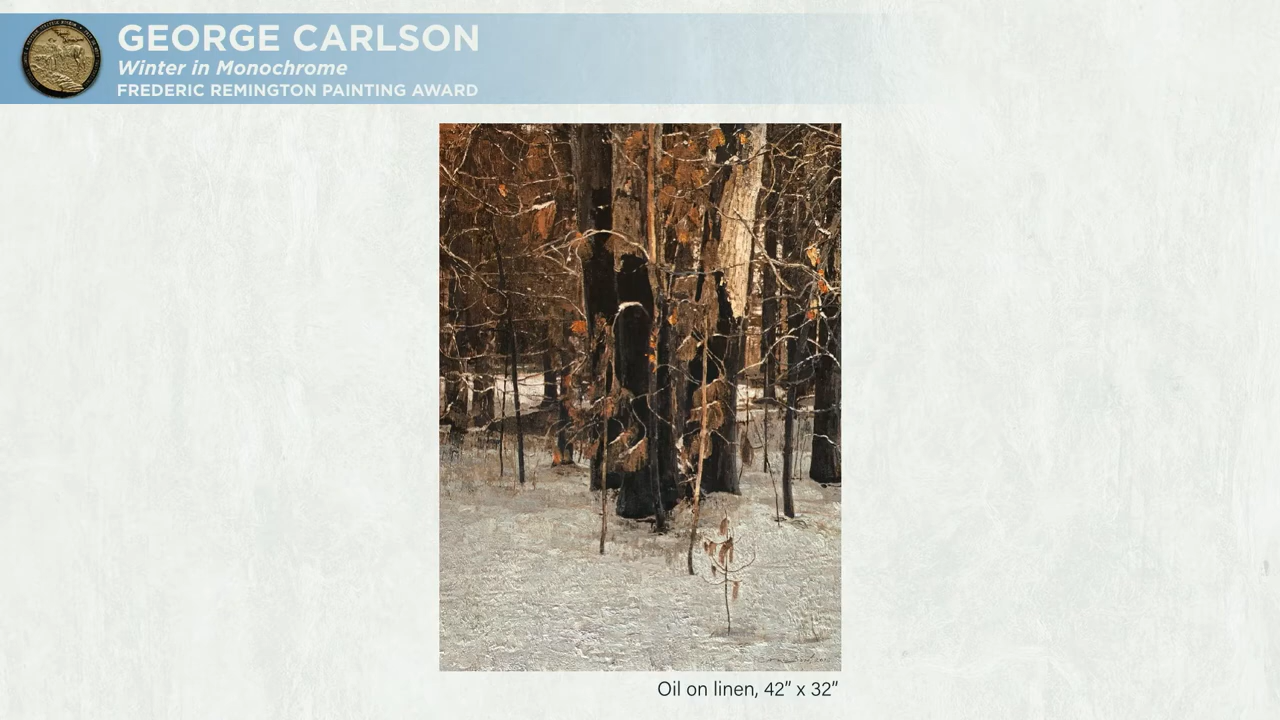 GEORGE CARLSON
Winter in Monochrome
FREDERIC REMINGTON PAINTING AWARD
Oil on linen, 42" x 32"